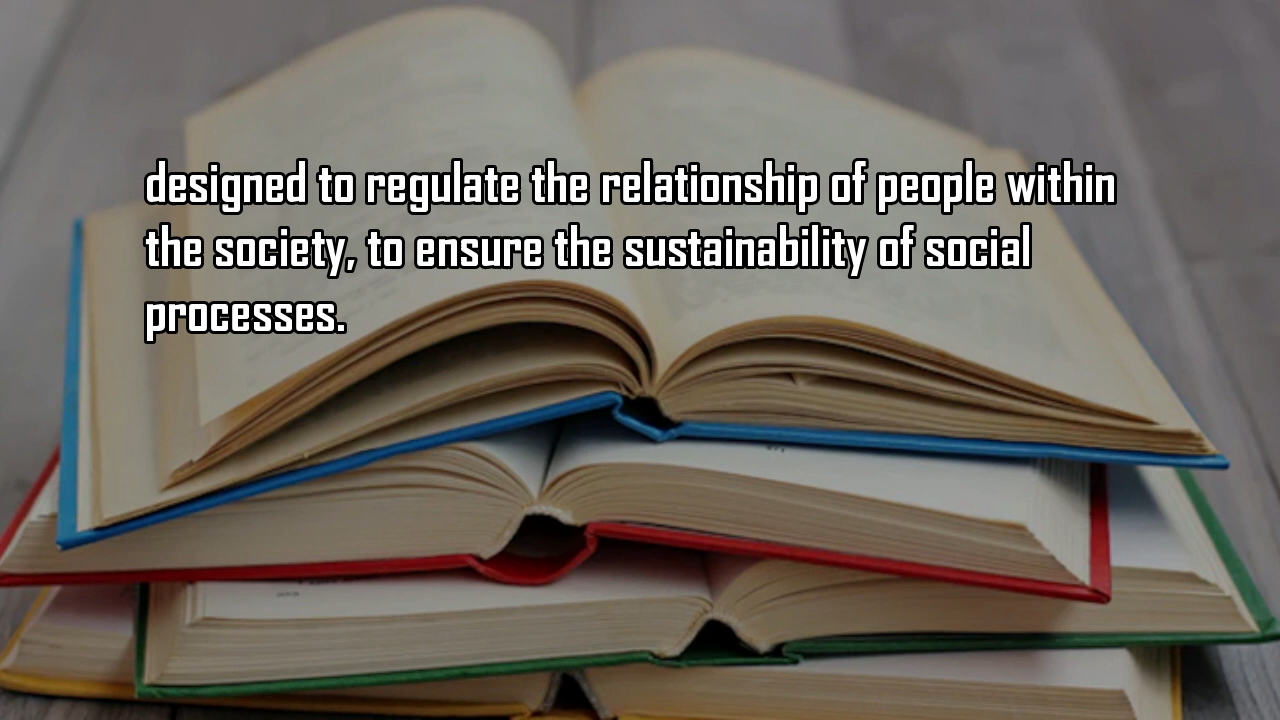 designed to regulate the relationship of people within
the society, to ensure the sustainability of social
processes.